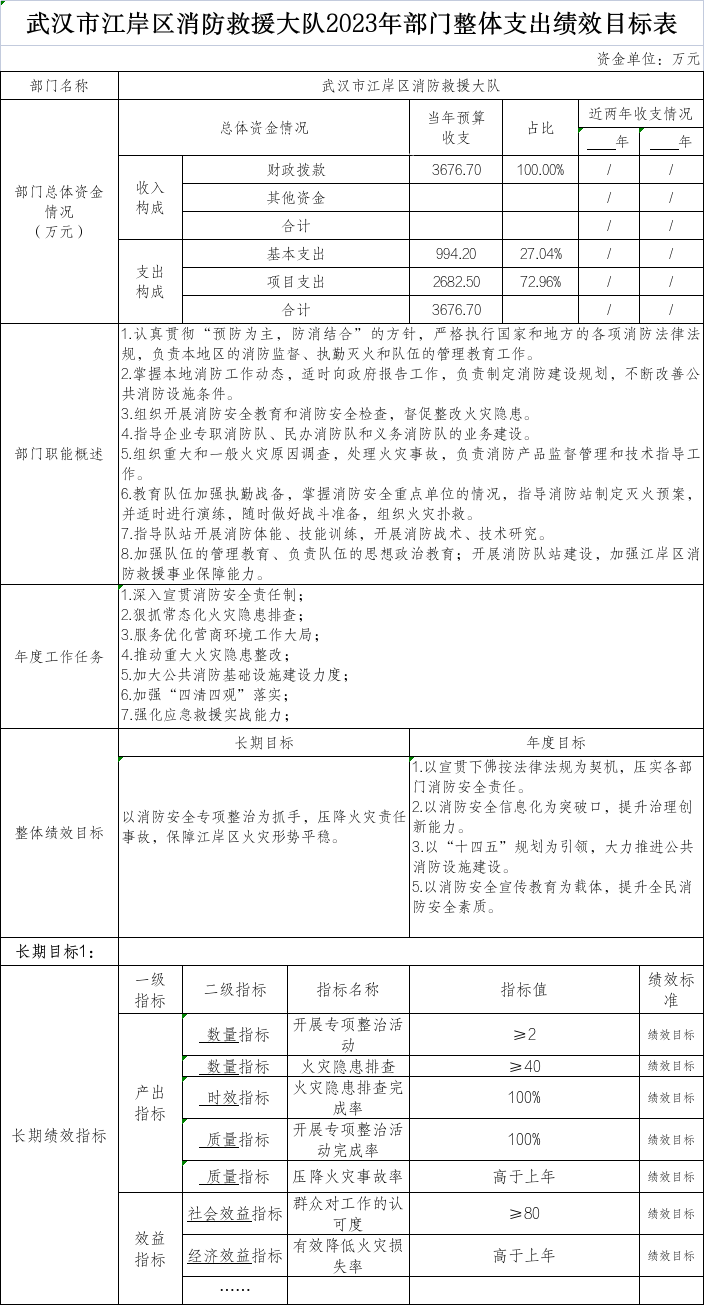 武汉市江岸区消防救援大队2023年部门整体支出绩效目标表
资金单位：万元
部门名称 武汉市江岸区消防救援大队
部门总体资金情况（万元） 总体资金情况 当年预算收支 占比 近两年收支情况
____年 ____年
收入构成 财政拨款 3676.70 100.00% / /
其他资金 / /
合计 / /
支出构成 基本支出 994.20 27.04% / /
项目支出 2682.50 72.96% / /
合计 3676.70 / /
部门职能概述
1.认真贯彻“预防为主，防消结合”的方针，严格执行国家和地方的各项消防法律法
规，负责本地区的消防监督、执勤灭火和队伍的管理教育工作。
2.掌握本地消防工作动态，适时向政府报告工作，负责制定消防建设规划，不断改善公
共消防设施条件。
3.组织开展消防安全教育和消防安全检查，督促整改火灾隐患。
4.指导企业专职消防队、民办消防队和义务消防队的业务建设。
5.组织重大和一般火灾原因调查，处理火灾事故，负责消防产品监督管理和技术指导工
作。
6.教育队伍加强执勤战备，掌握消防安全重点单位的情况，指导消防站制定灭火预案，
并适时进行演练，随时做好战斗准备，组织火灾扑救。
7.指导队站开展消防体能、技能训练，开展消防战术、技术研究。
8.加强队伍的管理教育、负责队伍的思想政治教育；开展消防队站建设，加强江岸区消
防救援事业保障能力。
年度工作任务
1.深入宣贯消防安全责任制；
2.狠抓常态化火灾隐患排查；
3.服务优化营商环境工作大局；
4.推动重大火灾隐患整改；
5.加大公共消防基础设施建设力度；
6.加强“四清四观”落实；
7.强化应急救援实战能力；
整体绩效目标
长期目标 年度目标
以消防安全专项整治为抓手，压降火灾责任
事故，保障江岸区火灾形势平稳。
1.以宣贯下佛按法律法规为契机，压实各部
门消防安全责任。
2.以消防安全信息化为突破口，提升治理创
新能力。
3.以“十四五”规划为引领，大力推进公共
消防设施建设。
5.以消防安全宣传教育为载体，提升全民消
防安全素质。
长期目标1：
长期绩效指标 一级指标 二级指标 指标名称 指标值 绩效标准
产出指标 数量指标 开展专项整治活动 ≥2 绩效目标
数量指标 火灾隐患排查 ≥40 绩效目标
时效指标 火灾隐患排查完成率 100% 绩效目标
质量指标 开展专项整治活动完成率 100% 绩效目标
质量指标 压降火灾事故率 高于上年 绩效目标
效益指标 社会效益指标 群众对工作的认可度 ≥80 绩效目标
经济效益指标 有效降低火灾损失率 高于上年 绩效目标
……